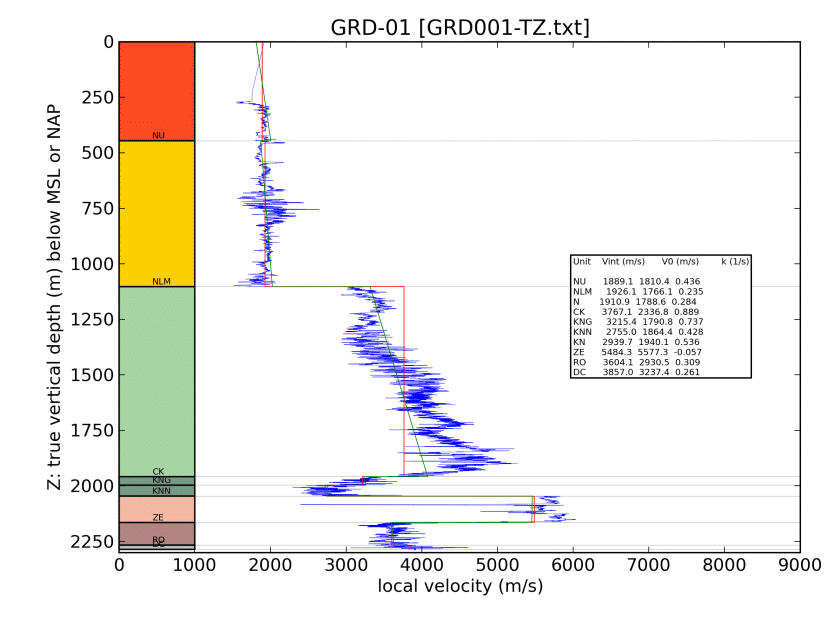 GRD-01 [GRD001-TZ.txt]
Z: true vertical depth (m) below MSL or NAP
0
250
500
750
1000
1250
1500
1750
2000
2250
NU
NLM
CK
KNG
KNN
ZE
RO
DC
Unit Vint (m/s) V0 (m/s) k (1/s)
NU 1889.1 1810.4 0.436
NLM 1926.1 1766.1 0.235
N 1910.9 1788.6 0.284
CK 3767.1 2336.8 0.889
KNG 3215.4 1790.8 0.737
KNN 2755.0 1864.4 0.428
KN 2939.7 1940.1 0.536
ZE 5484.3 5577.3 -0.057
RO 3604.1 2930.5 0.309
DC 3857.0 3237.4 0.261
0 1000 2000 3000 4000 5000 6000 7000 8000 9000
local velocity (m/s)